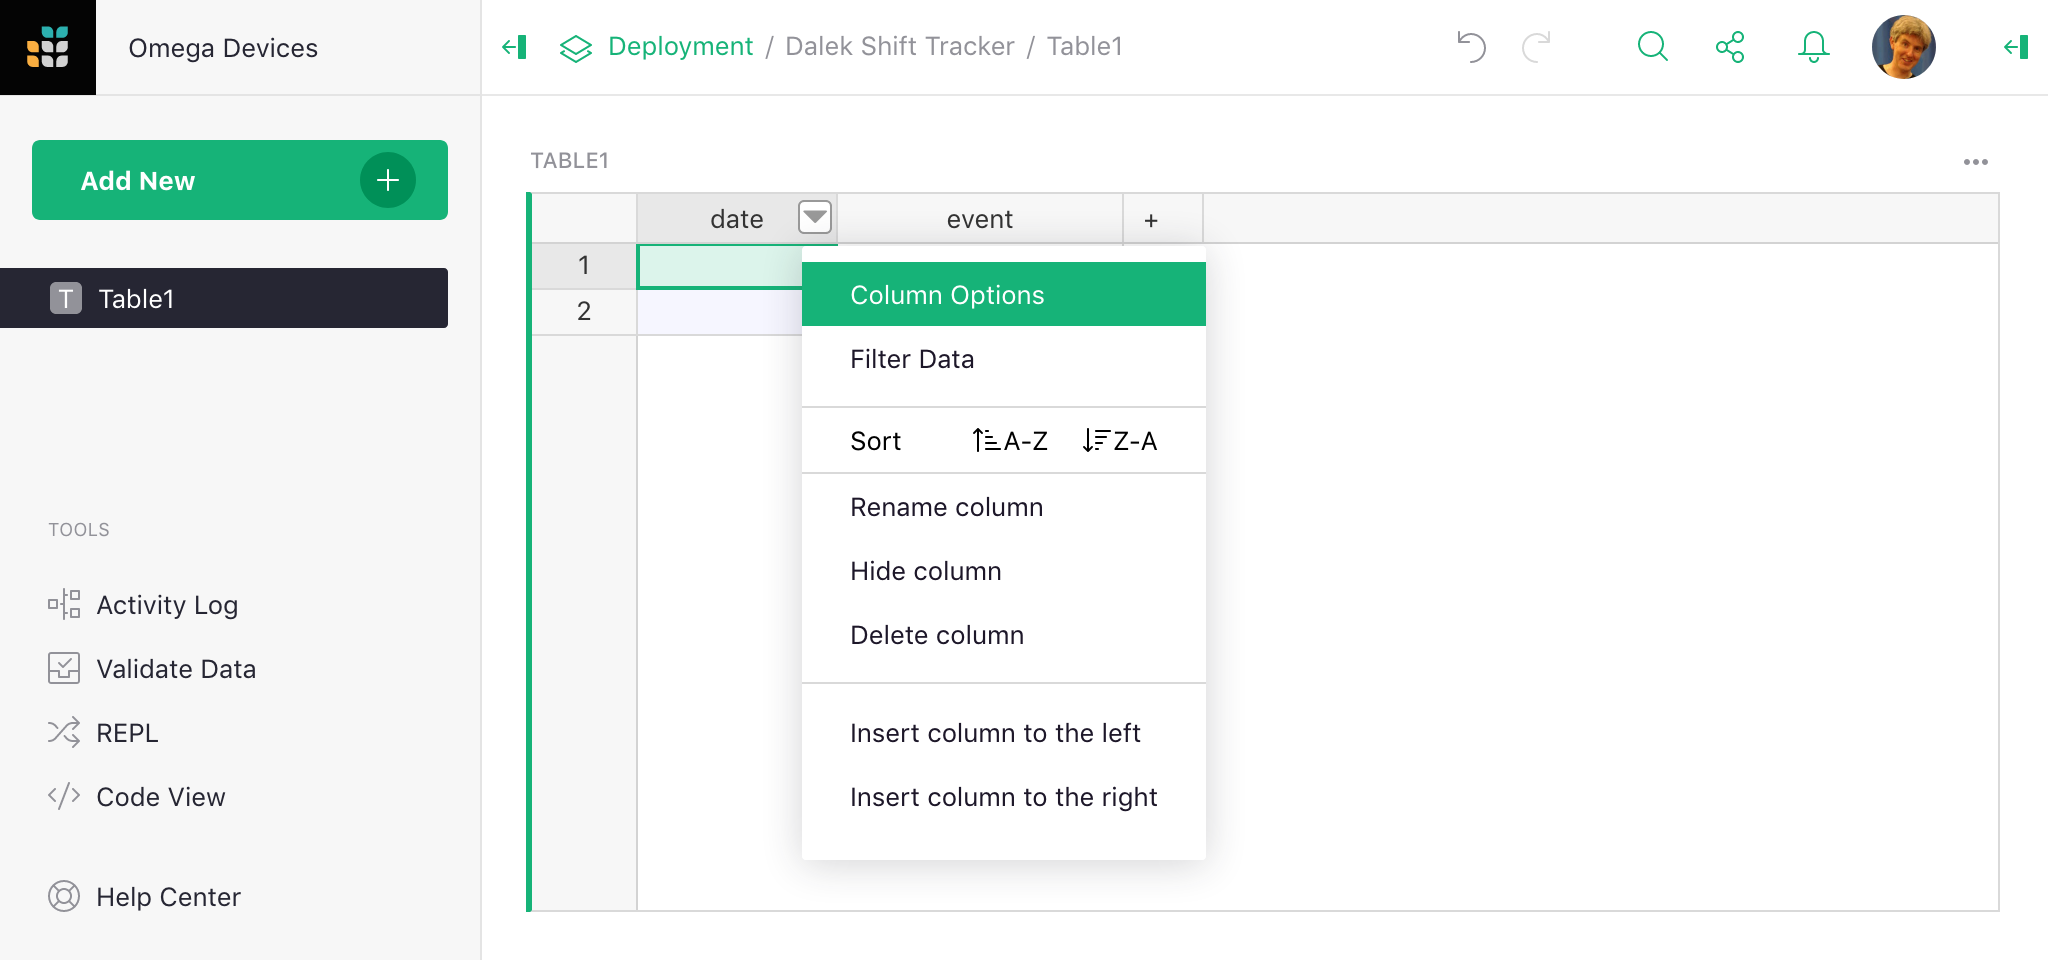 Omega Devices
Deployment / Dalek Shift Tracker / Table1
Add New
T Table1
TOOLS
Activity Log
Validate Data
REPL
Code View
Help Center
TABLE1
date event +
1
2
Column Options
Filter Data
Sort A-Z Z-A
Rename column
Hide column
Delete column
Insert column to the left
Insert column to the right